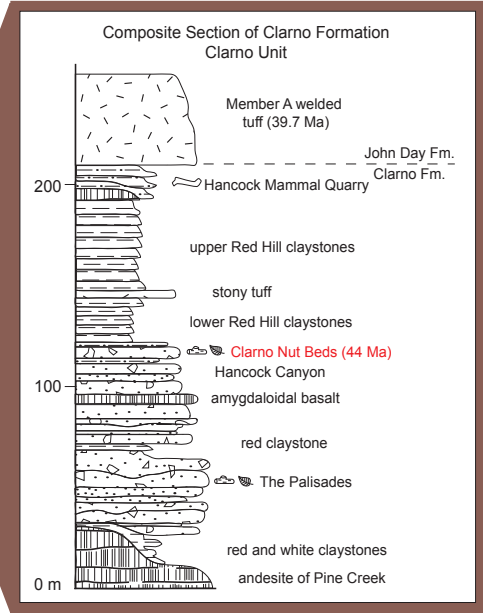 Composite Section of Clarno Formation
Clarno Unit
Member A welded
tuff (39.7 Ma)
John Day Fm.
Clarno Fm.
200
Hancock Mammal Quarry
upper Red Hill claystones
stony tuff
lower Red Hill claystones
Clarno Nut Beds (44 Ma)
Hancock Canyon
100
amygdaloidal basalt
red claystone
The Palisades
red and white claystones
andesite of Pine Creek
0 m